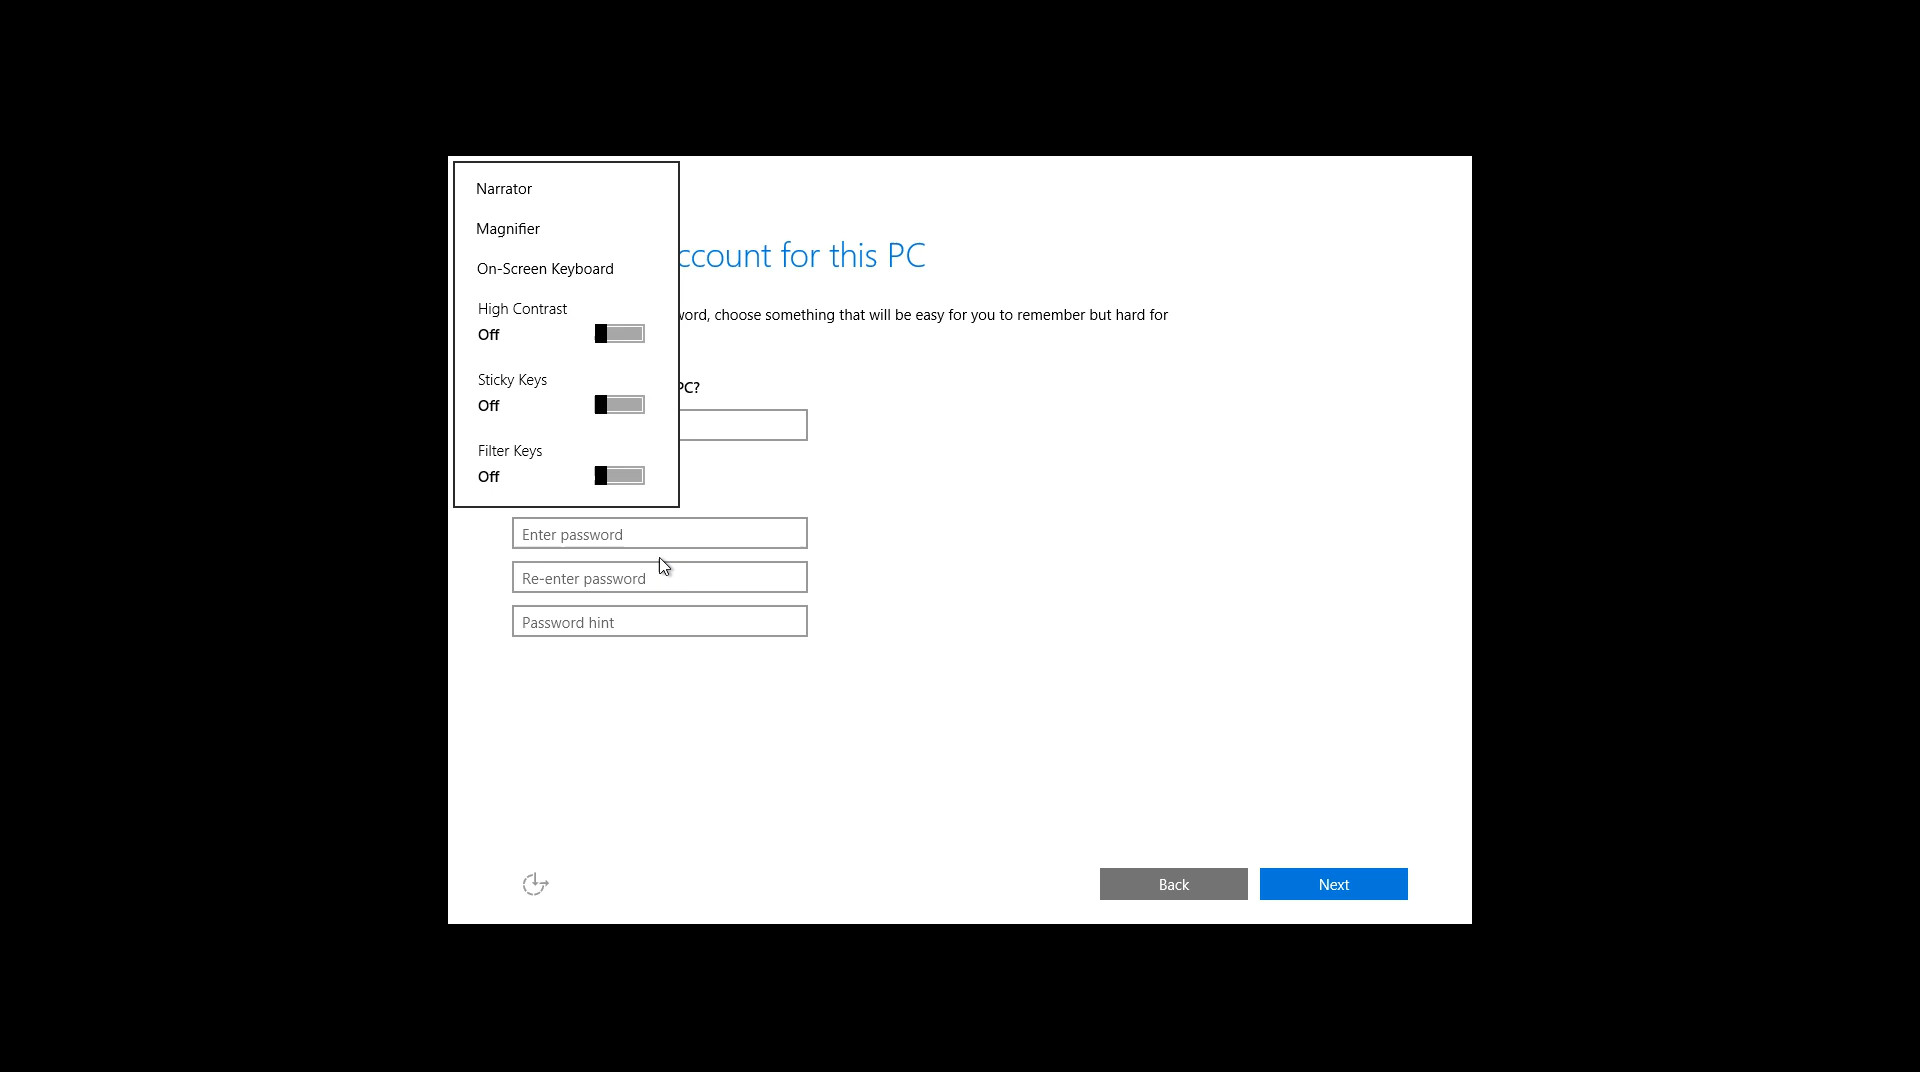 Narrator
Magnifier
On-Screen Keyboard
High Contrast
Off
Sticky Keys
Off
Filter Keys
Off
ccount for this PC
word, choose something that will be easy for you to remember but hard for
PC?
Enter password
Re-enter password
Password hint
Back
Next